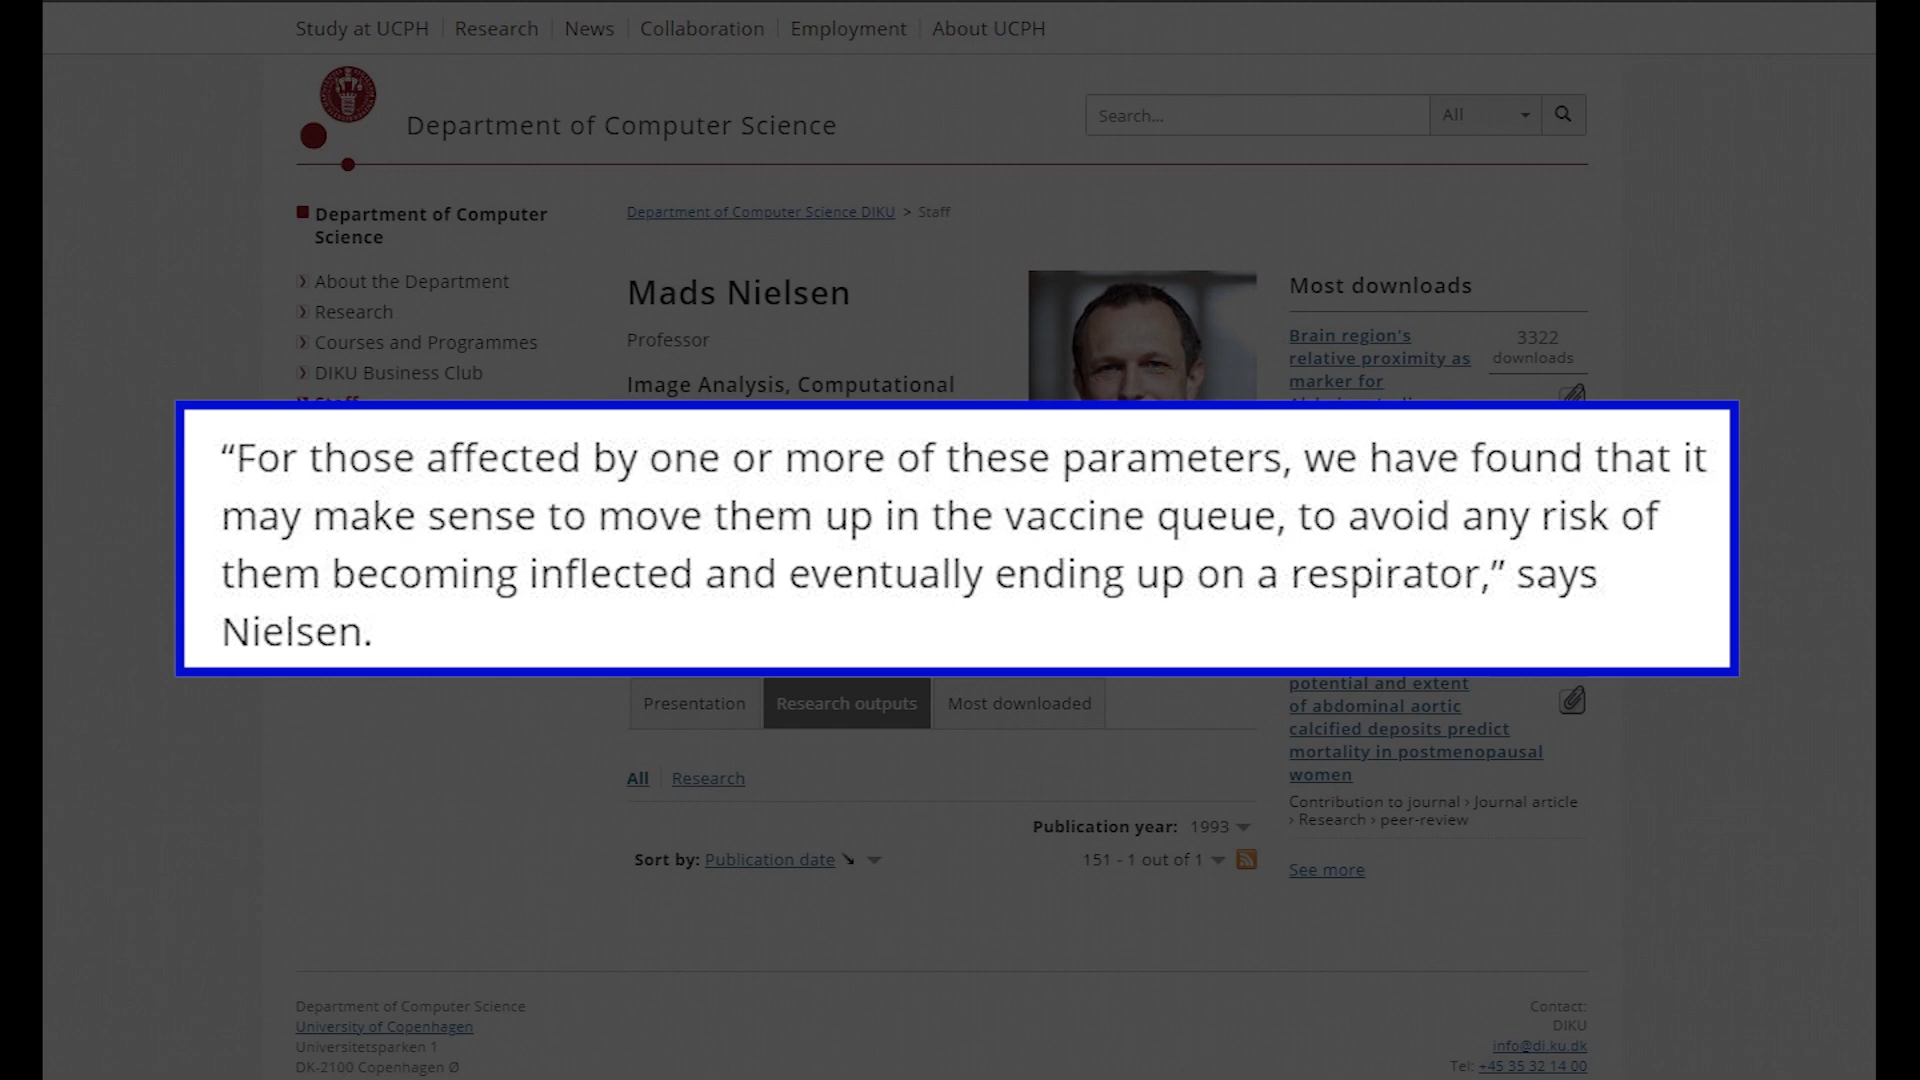 Study at UCPH
Research
News
Collaboration
Employment
About UCPH
Department of Computer Science
Search...
All
Department of Computer
Science
About the Department
Research
Courses and Programmes
DIKU Business Club
Staff
Department of Computer Science DIKU > Staff
Mads Nielsen
Professor
Image Analysis, Computational
Most downloads
Brain region's
relative proximity as
marker for
3322
downloads
“For those affected by one or more of these parameters, we have found that it
may make sense to move them up in the vaccine queue, to avoid any risk of
them becoming inflected and eventually ending up on a respirator,” says
Nielsen.
Presentation
Research outputs
Most downloaded
All
Research
Publication year: 1993
Sort by: Publication date
151 - 1 out of 1
potential and extent
of abdominal aortic
calcified deposits predict
mortality in postmenopausal
women
Contribution to journal › Journal article
› Research › peer-review
See more
Department of Computer Science
University of Copenhagen
Universitetsparken 1
DK-2100 Copenhagen Ø
Contact:
DIKU
info@di.ku.dk
Tel: +45 35 32 14 00